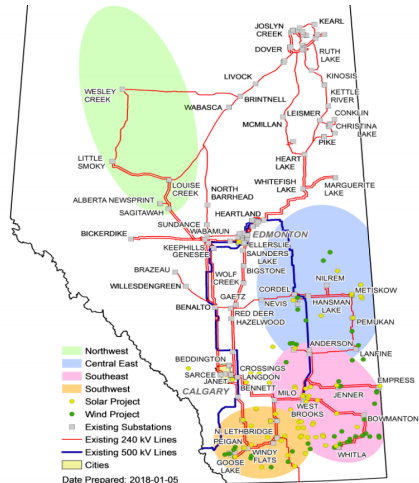 KEARL
JOSLYN
CREEK
DOVER
RUTH
LAKE
LIVOCK
KINOSIS
WESLEY
CREEK
BRINTNELL
KETTLE
RIVER
WABASCA
LEISMER
CONKLIN
MCMILLAN
CHRISTINA
LAKE
PIKE
LITTLE
SMOKY
HEART
LAKE
LOUISE
CREEK
NORTH
BARRHEAD
WHITEFISH
LAKE
MARGUERITE
LAKE
ALBERTA NEWSPRINT
SAGITAWAH
HEARTLAND
SUNDANCE
BICKERDIKE
WABAMUN
EDMONTON
KEEPHILLS
GENESEE
ELLERSLIE
SAUNDERS
LAKE
BRAZEAU
WOLF
CREEK
BIGSTONE
NILREM
WILLESDENGREEN
CORDEL
METISKOW
GAETZ
NEVIS
HANSMAN
LAKE
BENALTO
RED DEER
HAZELWOOD
PEMUKAN
ANDERSON
LANFINE
Northwest
Central East
Southeast
Southwest
Solar Project
Wind Project
Existing Substations
Existing 240 kV Lines
Existing 500 kV Lines
Cities
Date Prepared: 2018-01-05
BEDDINGTON
CROSSINGS
SARCEE
LANGDON
JANET
BENNETT
EMPRESS
CALGARY
MILO
JENNER
WEST
BROOKS
BOWMANTON
N. LETHBRIDGE
PEIGAN
WINDY
FLATS
WHITLA
GOOSE
LAKE